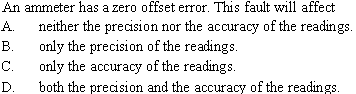 An ammeter has a zero offset error. This fault will affect
A. neither the precision nor the accuracy of the readings.
B. only the precision of the readings.
C. only the accuracy of the readings.
D. both the precision and the accuracy of the readings.